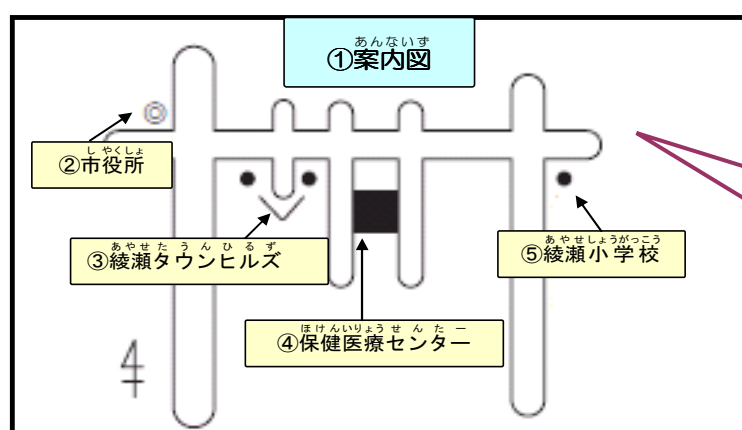 あんないず
①案内図
しやくしょ
②市役所
あやせたうんひるず
③綾瀬タウンヒルズ
あやせしょうがっこう
⑤綾瀬小学校
ほけんいりょうせんたー
④保健医療センター